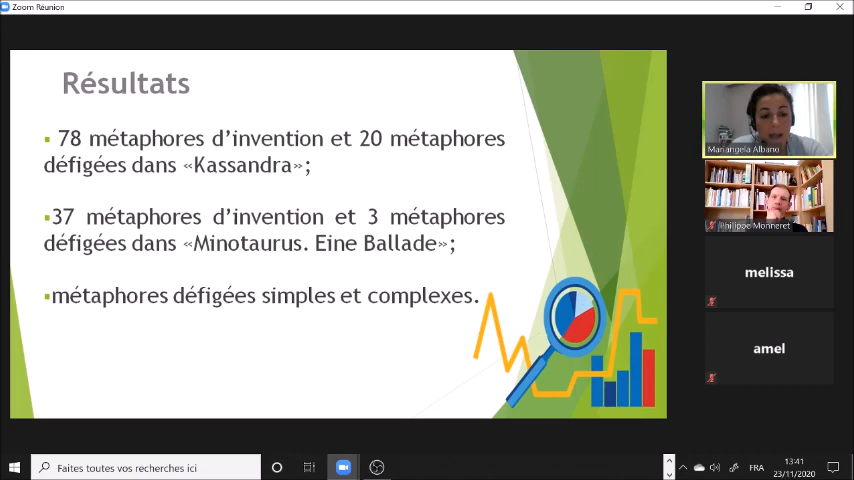 Zoom Réunion
Résultats
▪ 78 métaphores d’invention et 20 métaphores
défigées dans «Kassandra»;
▪37 métaphores d’invention et 3 métaphores
défigées dans «Minotaurus. Eine Ballade»;
▪métaphores défigées simples et complexes.
Mariangela Albano
Philippe Monneret
melissa
amel
Faites toutes vos recherches ici
FRA
13:41
23/11/2020